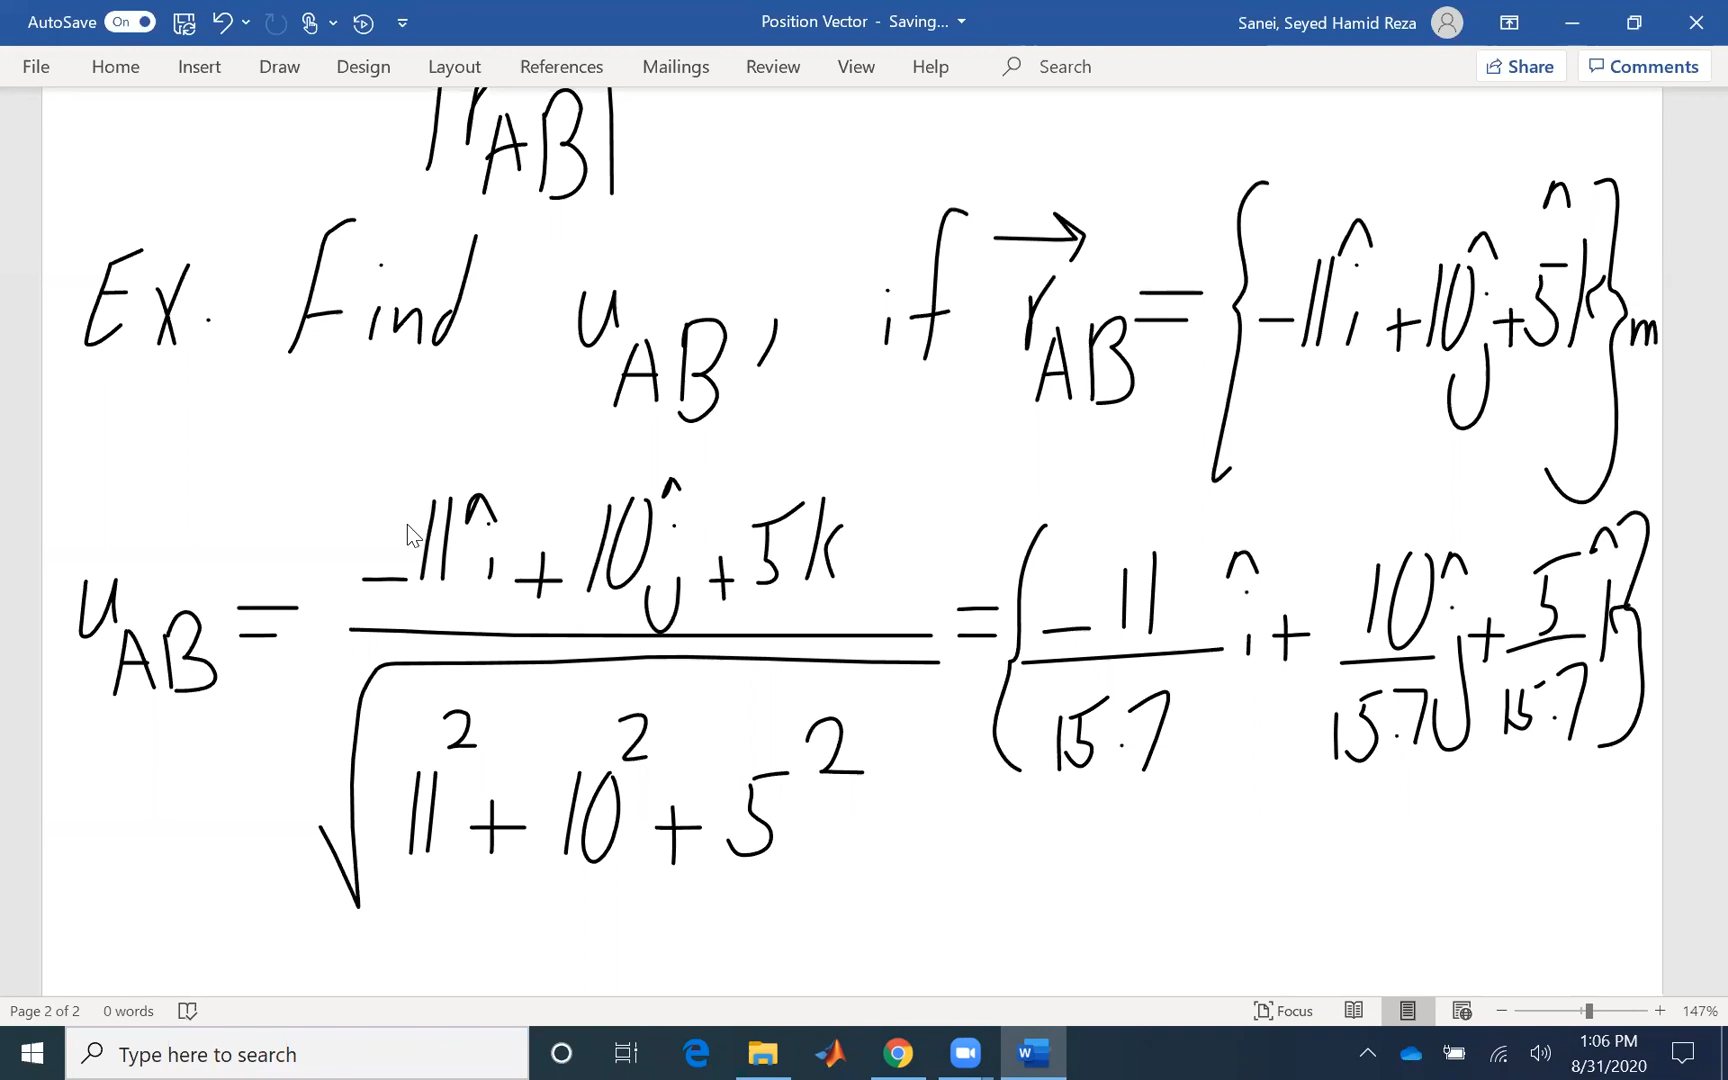 AutoSave On Position Vector - Saving... Sanei, Seyed Hamid Reza
File Home Insert Draw Design Layout References Mailings Review View Help Search Share Comments
|r_AB|
Ex. Find u_AB, if r⃗_AB = {-11î + 10ĵ + 5k̂}m
u_AB = (-11î + 10ĵ + 5k) / √(11² + 10² + 5²) = {-11/15.7 î + 10/15.7 ĵ + 5/15.7 k̂}
Page 2 of 2 0 words Focus 147%
Type here to search 1:06 PM
8/31/2020